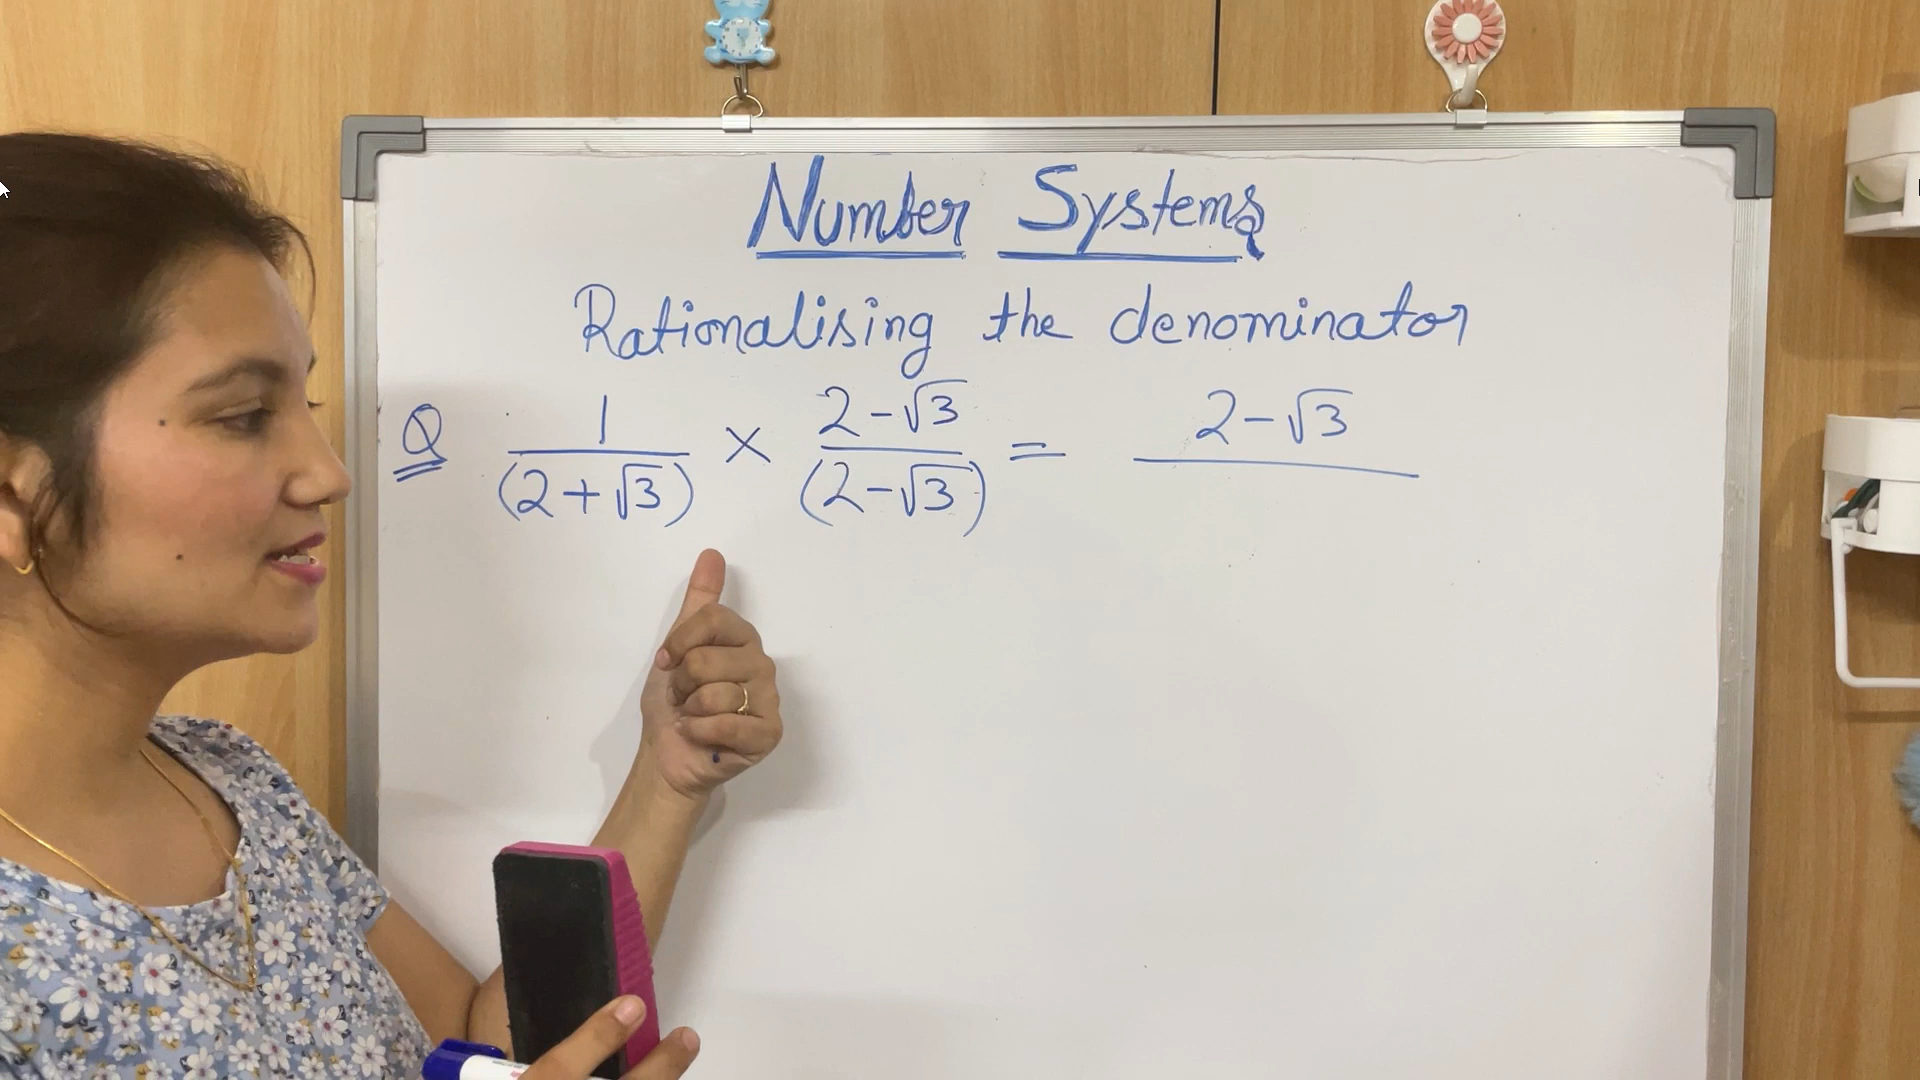 Number Systems
Rationalising the denominator
Q 1/(2+√3) × (2-√3)/(2-√3) = 2-√3